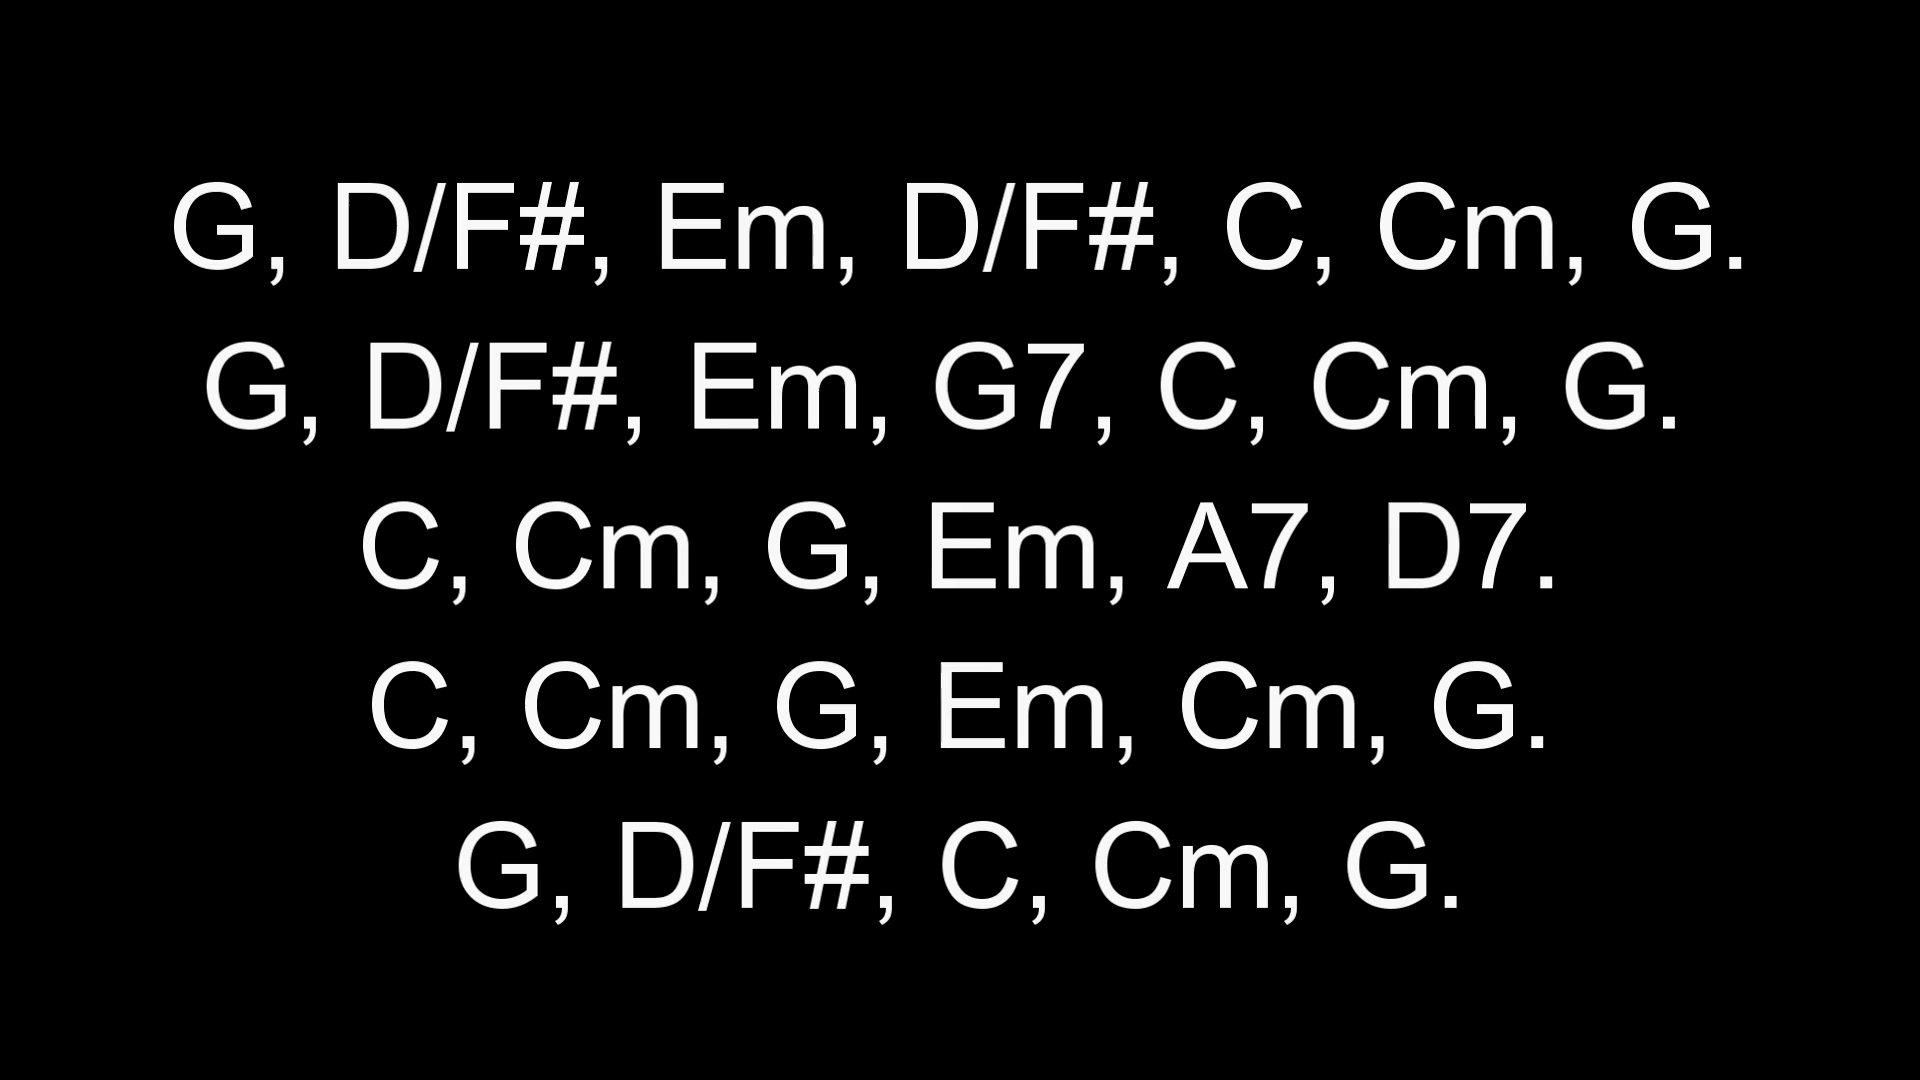 G, D/F#, Em, D/F#, C, Cm, G.
G, D/F#, Em, G7, C, Cm, G.
C, Cm, G, Em, A7, D7.
C, Cm, G, Em, Cm, G.
G, D/F#, C, Cm, G.